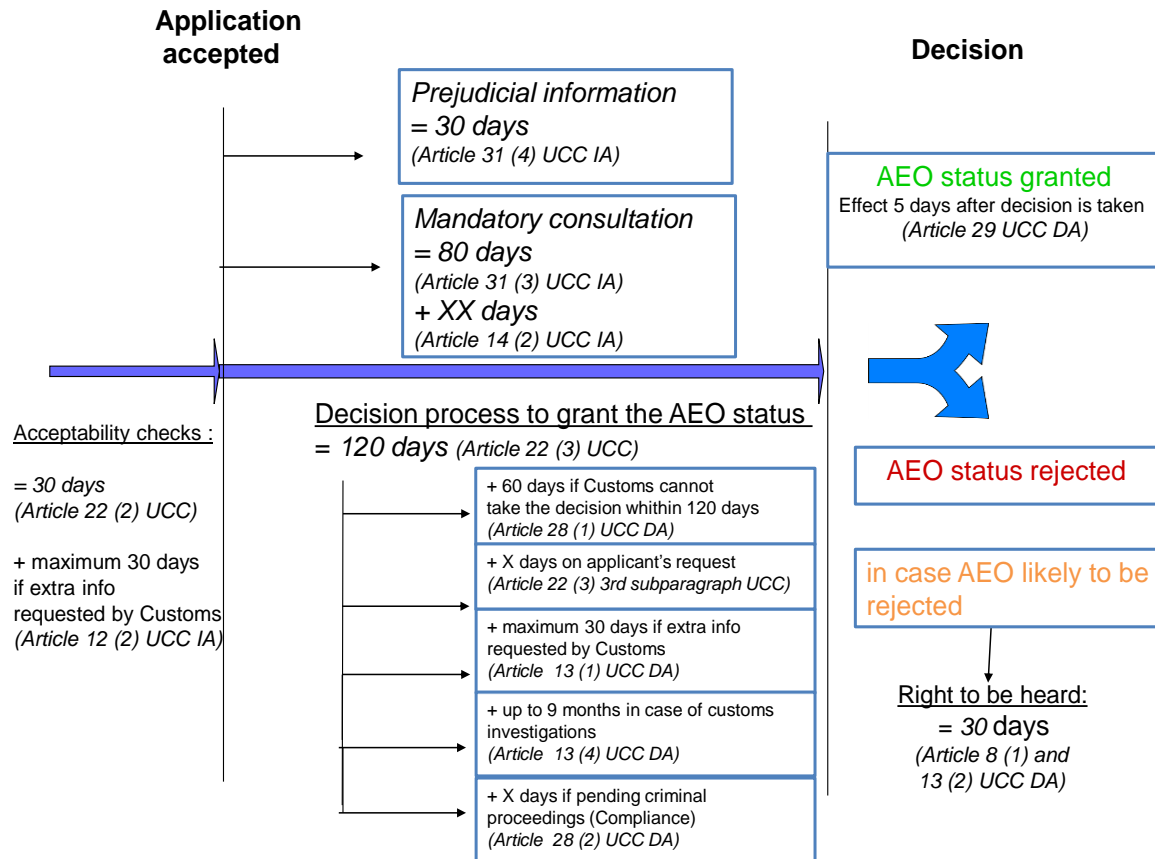 Application
accepted
Decision
Prejudicial information
= 30 days
(Article 31 (4) UCC IA)
Mandatory consultation
= 80 days
(Article 31 (3) UCC IA)
+ XX days
(Article 14 (2) UCC IA)
AEO status granted
Effect 5 days after decision is taken
(Article 29 UCC DA)
Acceptability checks :
= 30 days
(Article 22 (2) UCC)
+ maximum 30 days
if extra info
requested by Customs
(Article 12 (2) UCC IA)
Decision process to grant the AEO status
= 120 days (Article 22 (3) UCC)
+ 60 days if Customs cannot
take the decision whithin 120 days
(Article 28 (1) UCC DA)
+ X days on applicant’s request
(Article 22 (3) 3rd subparagraph UCC)
+ maximum 30 days if extra info
requested by Customs
(Article 13 (1) UCC DA)
+ up to 9 months in case of customs
investigations
(Article 13 (4) UCC DA)
+ X days if pending criminal
proceedings (Compliance)
(Article 28 (2) UCC DA)
AEO status rejected
in case AEO likely to be
rejected
Right to be heard:
= 30 days
(Article 8 (1) and
13 (2) UCC DA)